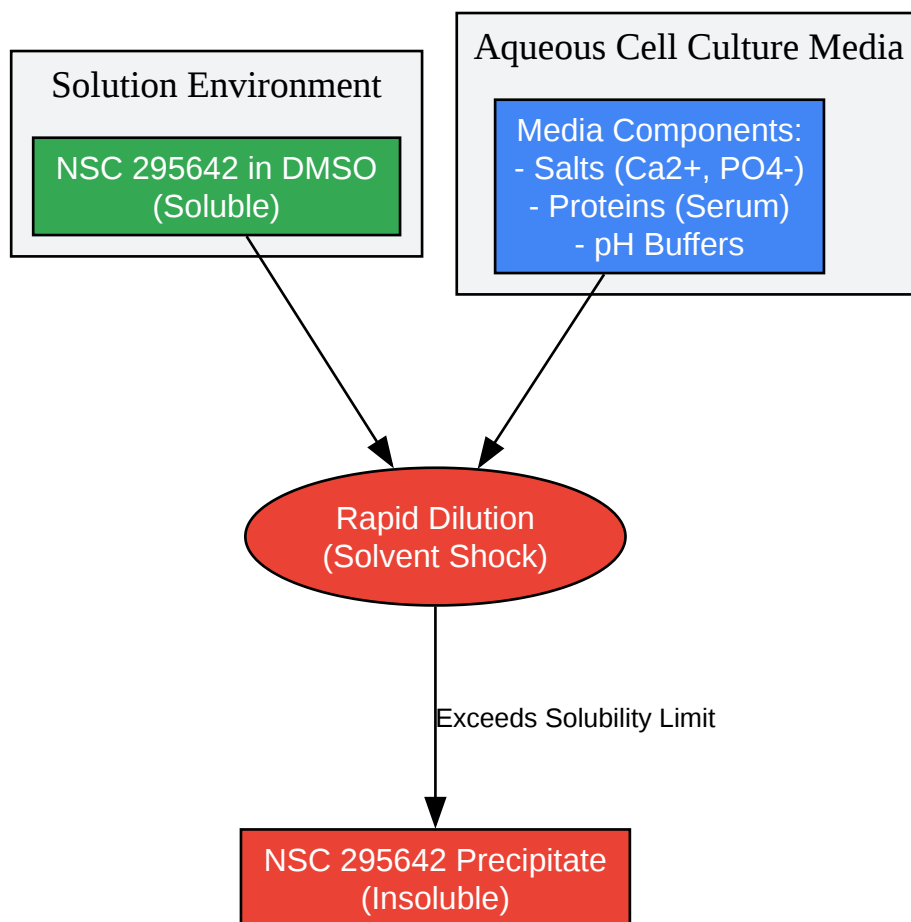 Solution Environment
NSC 295642 in DMSO
(Soluble)
Aqueous Cell Culture Media
Media Components:
- Salts (Ca2+, PO4-)
- Proteins (Serum)
- pH Buffers
Rapid Dilution
(Solvent Shock)
Exceeds Solubility Limit
NSC 295642 Precipitate
(Insoluble)